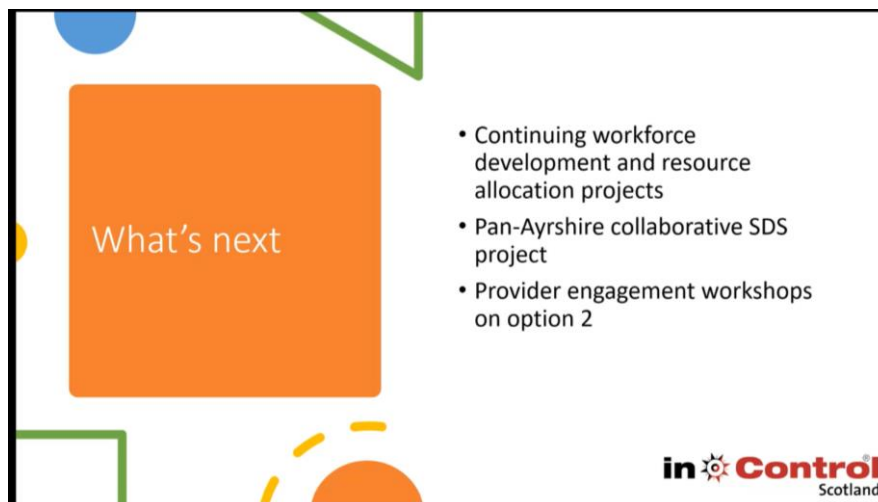 What's next
• Continuing workforce
development and resource
allocation projects
• Pan-Ayrshire collaborative SDS
project
• Provider engagement workshops
on option 2
in Control®
Scotland